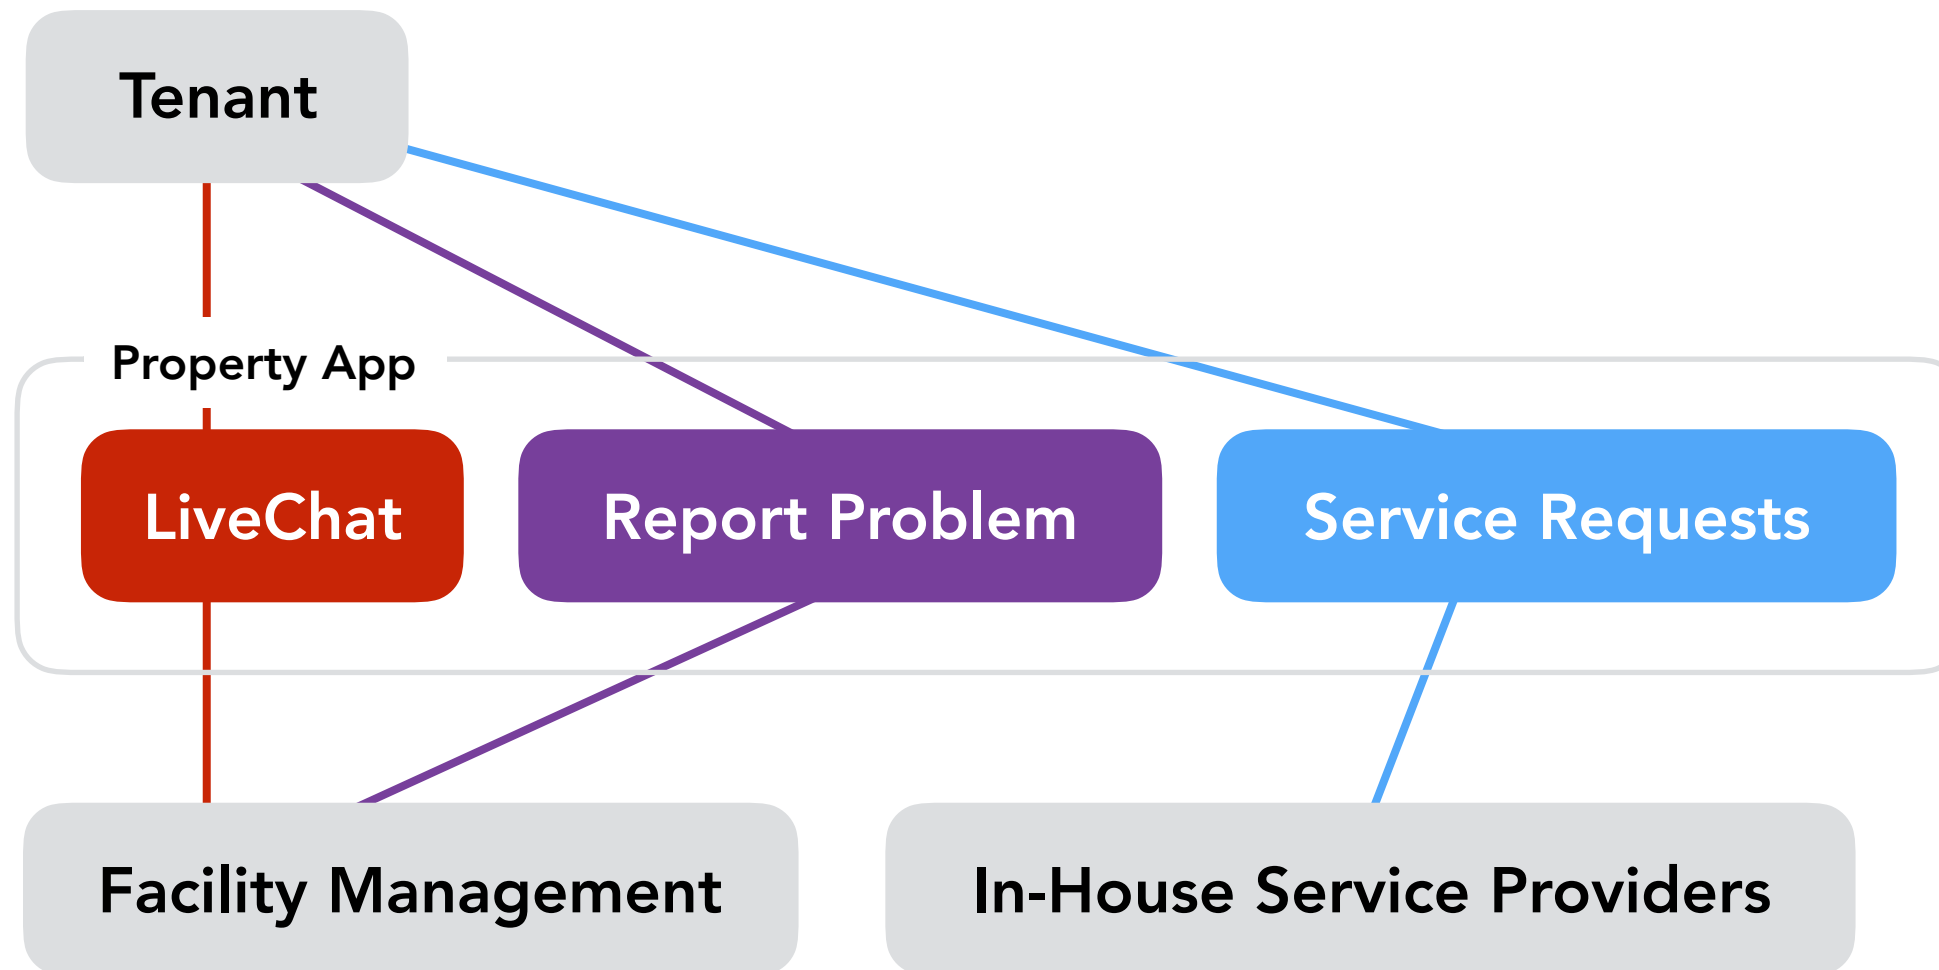 Tenant
Property App
LiveChat
Report Problem
Service Requests
Facility Management
In-House Service Providers